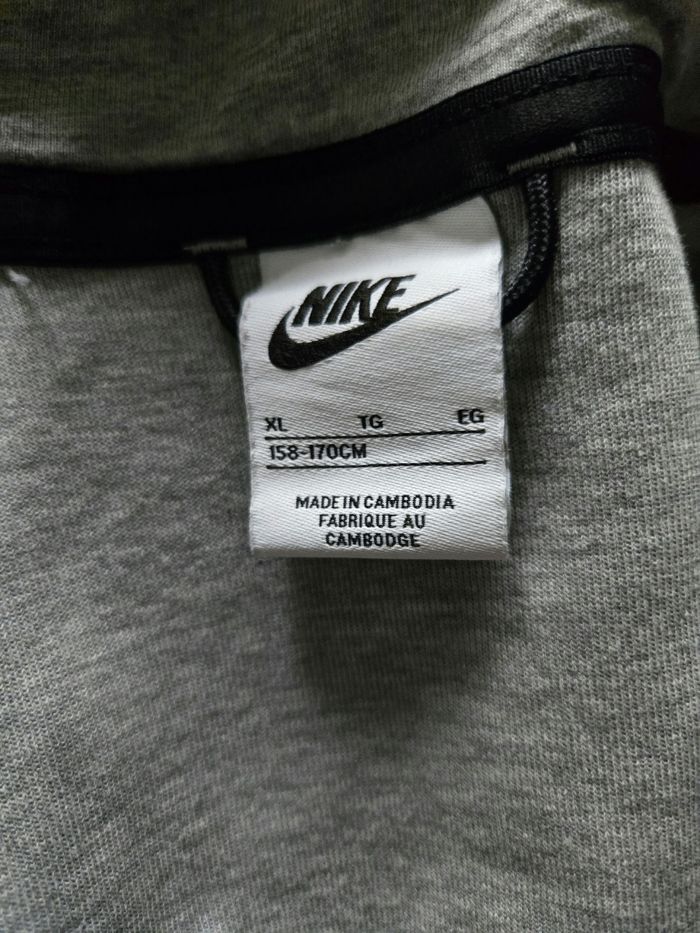 NIKE
XL TG EG
158-170CM
MADE IN CAMBODIA
FABRIQUE AU
CAMBODGE